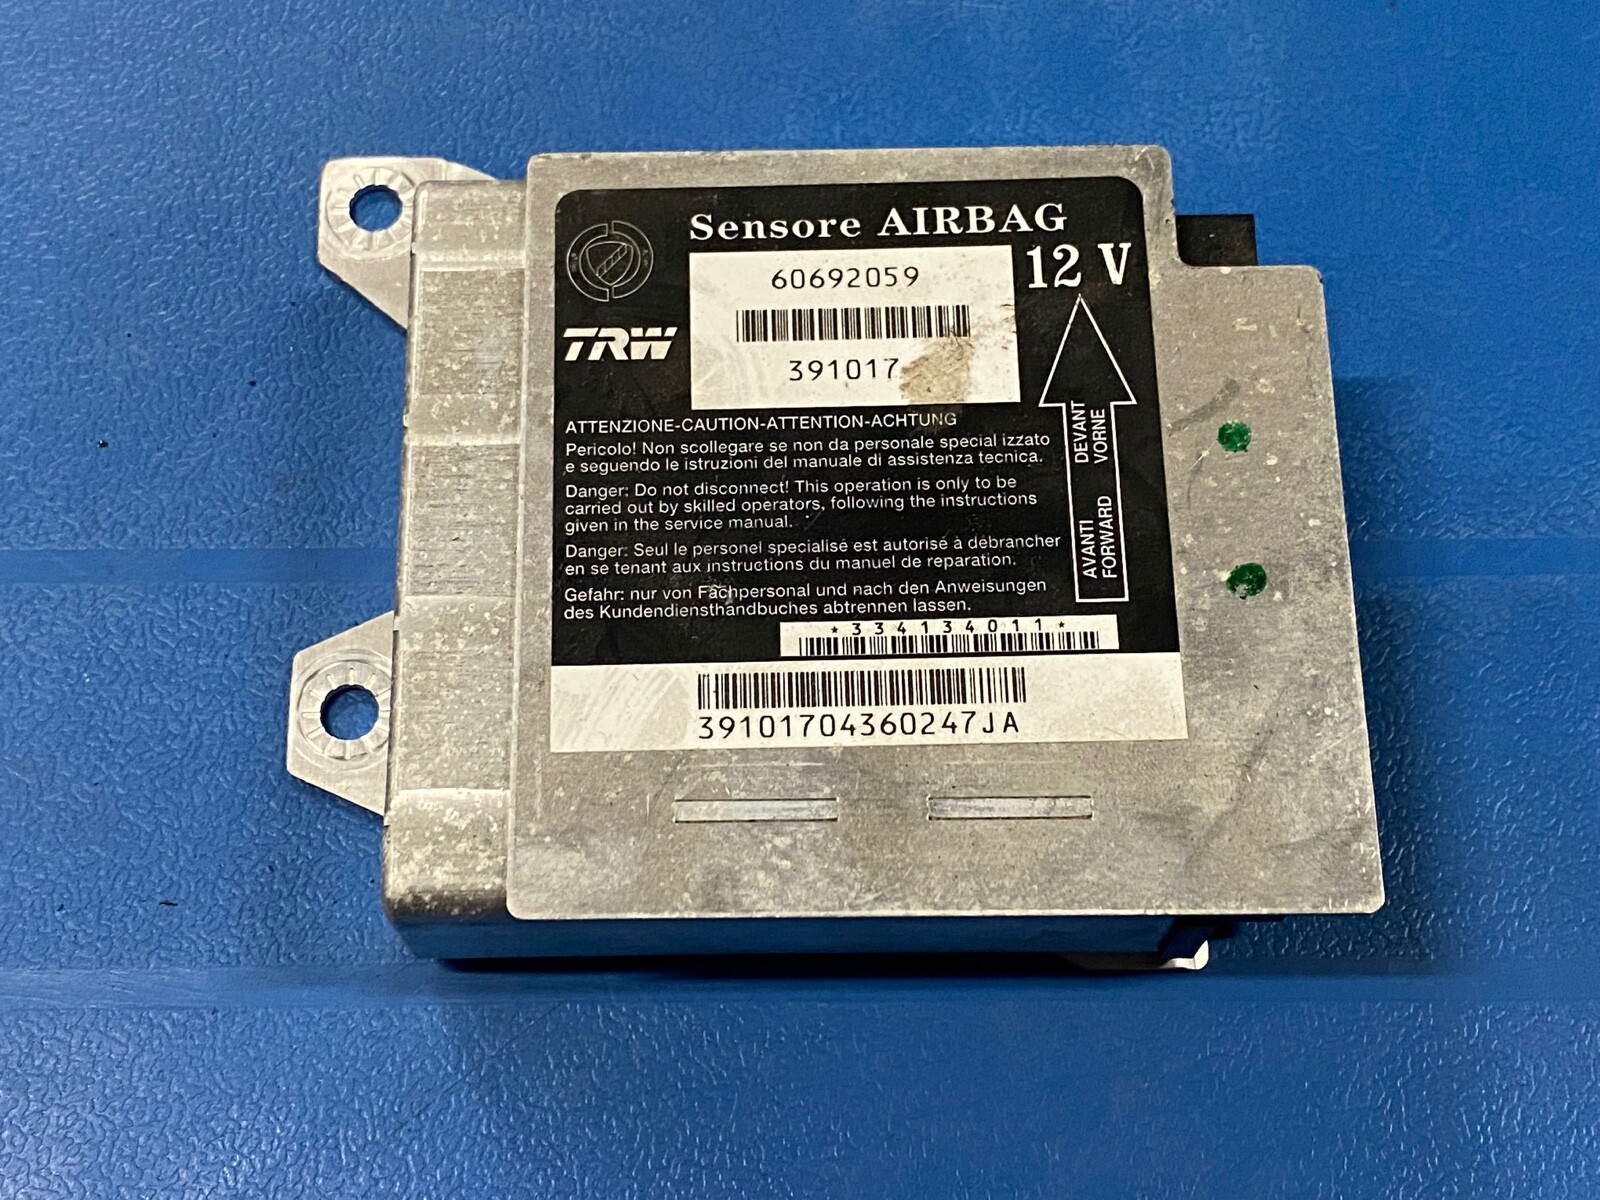 Sensore AIRBAG
12 V
60692059
TRW
391017
ATTENZIONE-CAUTION-ATTENTION-ACHTUNG
Pericolo! Non scollegare se non da personale special izzato
e seguendo le istruzioni del manuale di assistenza tecnica.
Danger: Do not disconnect! This operation is only to be
carried out by skilled operators, following the instructions
given in the service manual.
Danger: Seul le personel specialisé est autorisé à débrancher
en se tenant aux instructions du manuel de reparation.
Gefahr: nur von Fachpersonal und nach den Anweisungen
des Kundendiensthandbuches abtrennen lassen.
AVANTI DEVANT
FORWARD VORNE
*334134011*
39101704360247JA